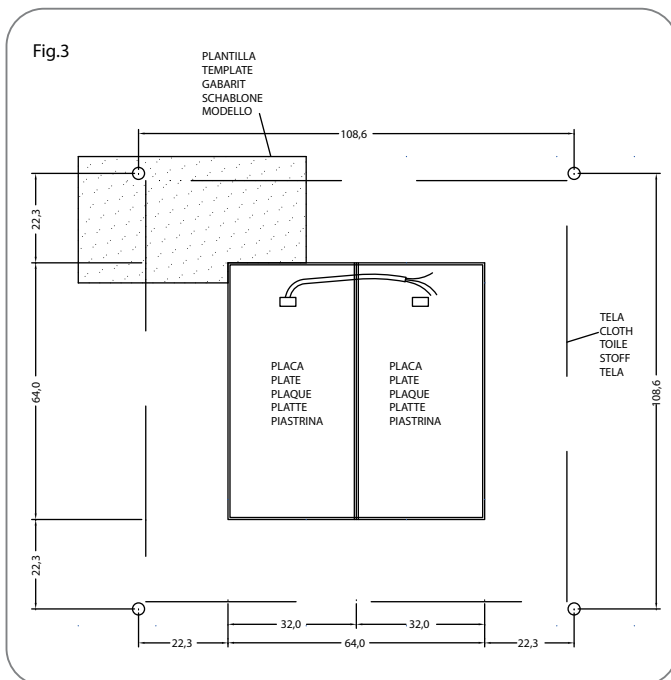 Fig.3
PLANTILLA
TEMPLATE
GABARIT
SCHABLONE
MODELLO
108,6
22,3
64,0
22,3
PLACA
PLATE
PLAQUE
PLATTE
PIASTRINA
PLACA
PLATE
PLAQUE
PLATTE
PIASTRINA
TELA
CLOTH
TOILE
STOFF
TELA
108,6
32,0
32,0
22,3
64,0
22,3